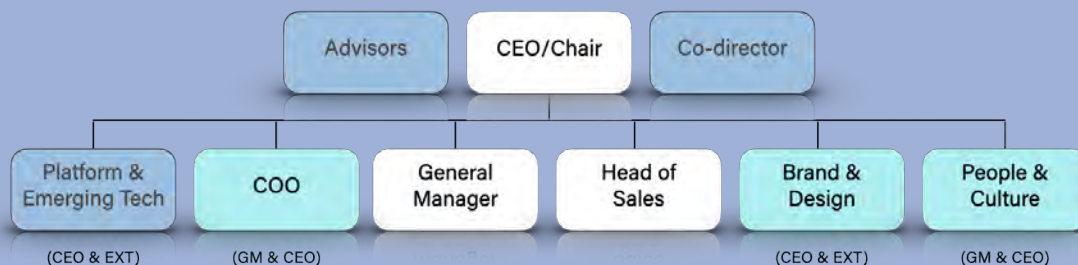 Advisors
CEO/Chair
Co-director
Platform &
Emerging Tech
COO
General
Manager
Head of
Sales
Brand &
Design
People &
Culture
(CEO & EXT)
(GM & CEO)
(CEO & EXT)
(GM & CEO)